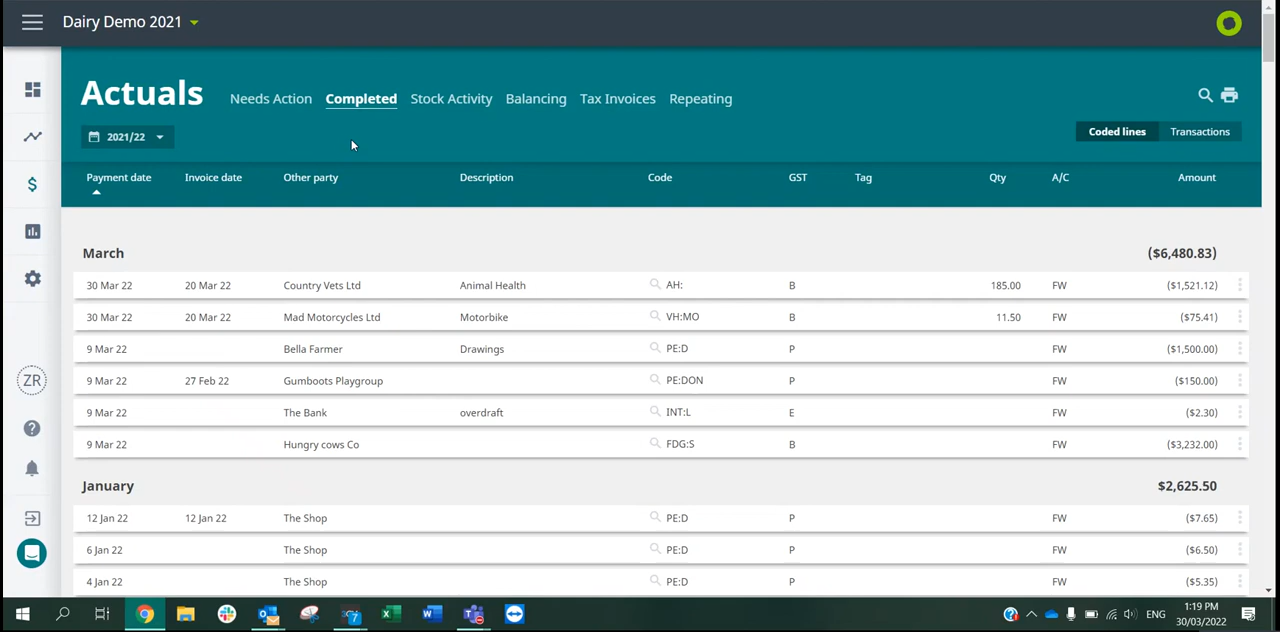 Dairy Demo 2021
Actuals Needs Action Completed Stock Activity Balancing Tax Invoices Repeating
2021/22 Coded lines Transactions
Payment date Invoice date Other party Description Code GST Tag Qty A/C Amount
March ($6,480.83)
30 Mar 22 20 Mar 22 Country Vets Ltd Animal Health AH: B 185.00 FW ($1,521.12)
30 Mar 22 20 Mar 22 Mad Motorcycles Ltd Motorbike VH:MO B 11.50 FW ($75.41)
9 Mar 22 Bella Farmer Drawings PE:D P FW ($1,500.00)
9 Mar 22 27 Feb 22 Gumboots Playgroup PE:DON P FW ($150.00)
9 Mar 22 The Bank overdraft INT:L E FW ($2.30)
9 Mar 22 Hungry cows Co FDG:S B FW ($3,232.00)
January $2,625.50
12 Jan 22 12 Jan 22 The Shop PE:D P FW ($7.65)
6 Jan 22 The Shop PE:D P FW ($6.50)
4 Jan 22 The Shop PE:D P FW ($5.35)
ZR
ENG 1:19 PM
30/03/2022